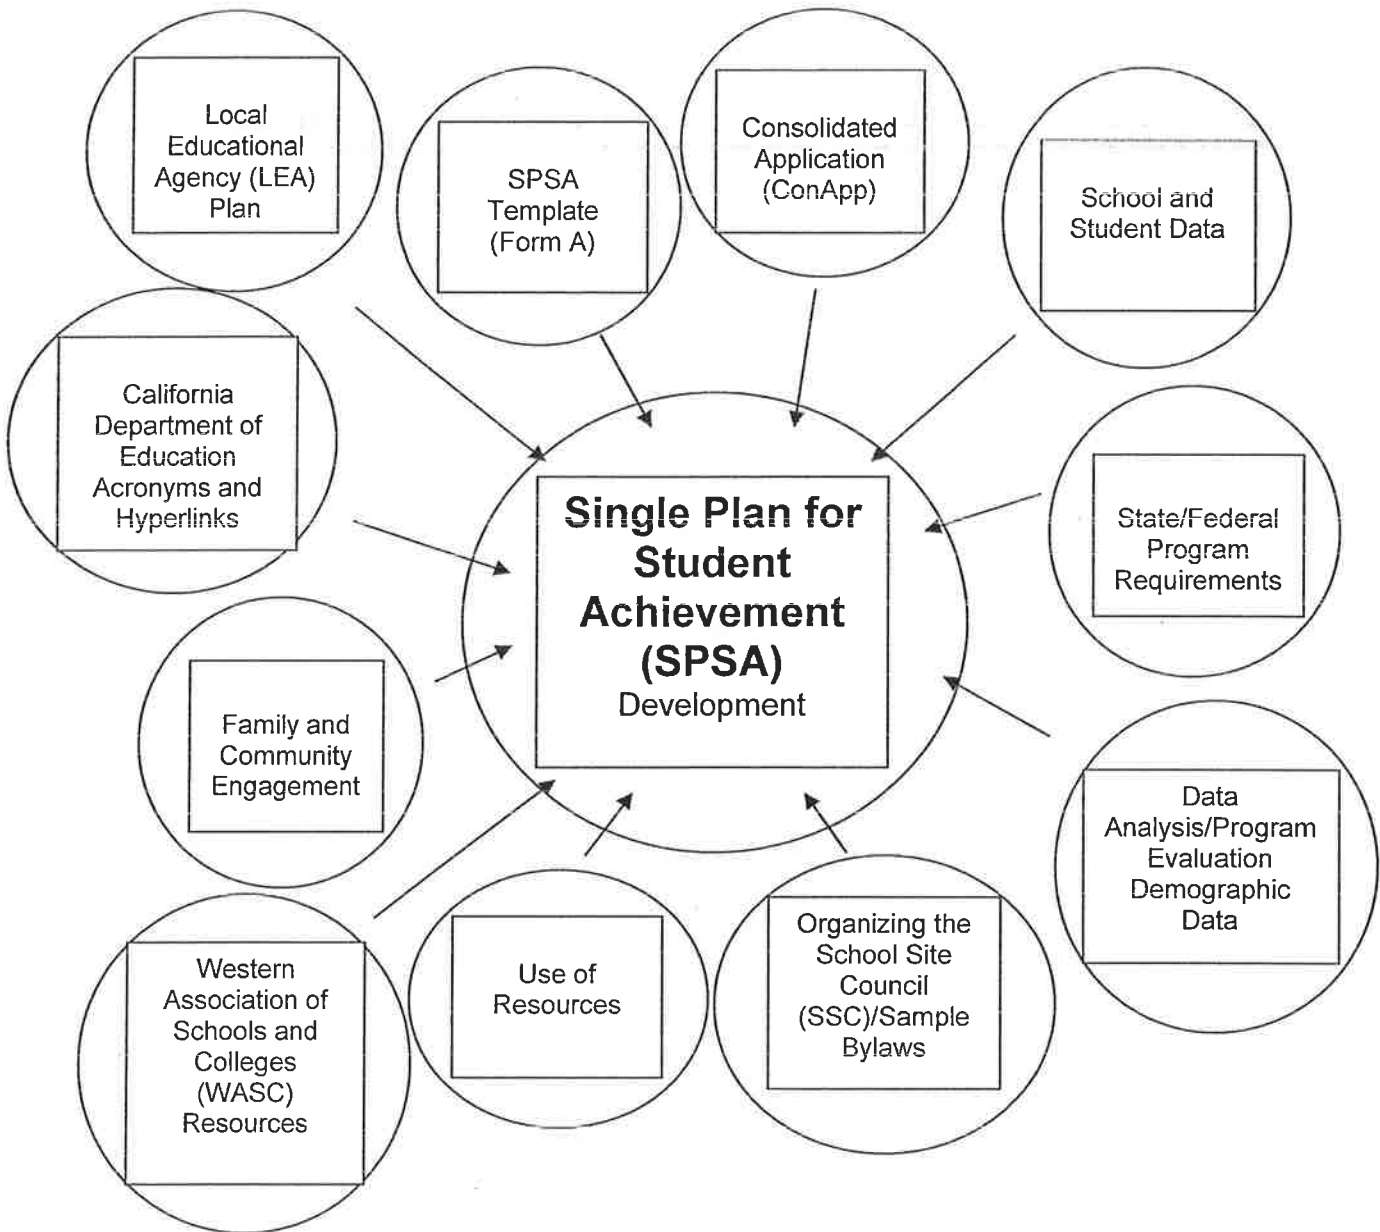 Local
Educational
Agency (LEA)
Plan
SPSA
Template
(Form A)
Consolidated
Application
(ConApp)
School and
Student Data
California
Department of
Education
Acronyms and
Hyperlinks
Single Plan for
Student
Achievement
(SPSA)
Development
State/Federal
Program
Requirements
Family and
Community
Engagement
Data
Analysis/Program
Evaluation
Demographic
Data
Western
Association of
Schools and
Colleges
(WASC)
Resources
Use of
Resources
Organizing the
School Site
Council
(SSC)/Sample
Bylaws